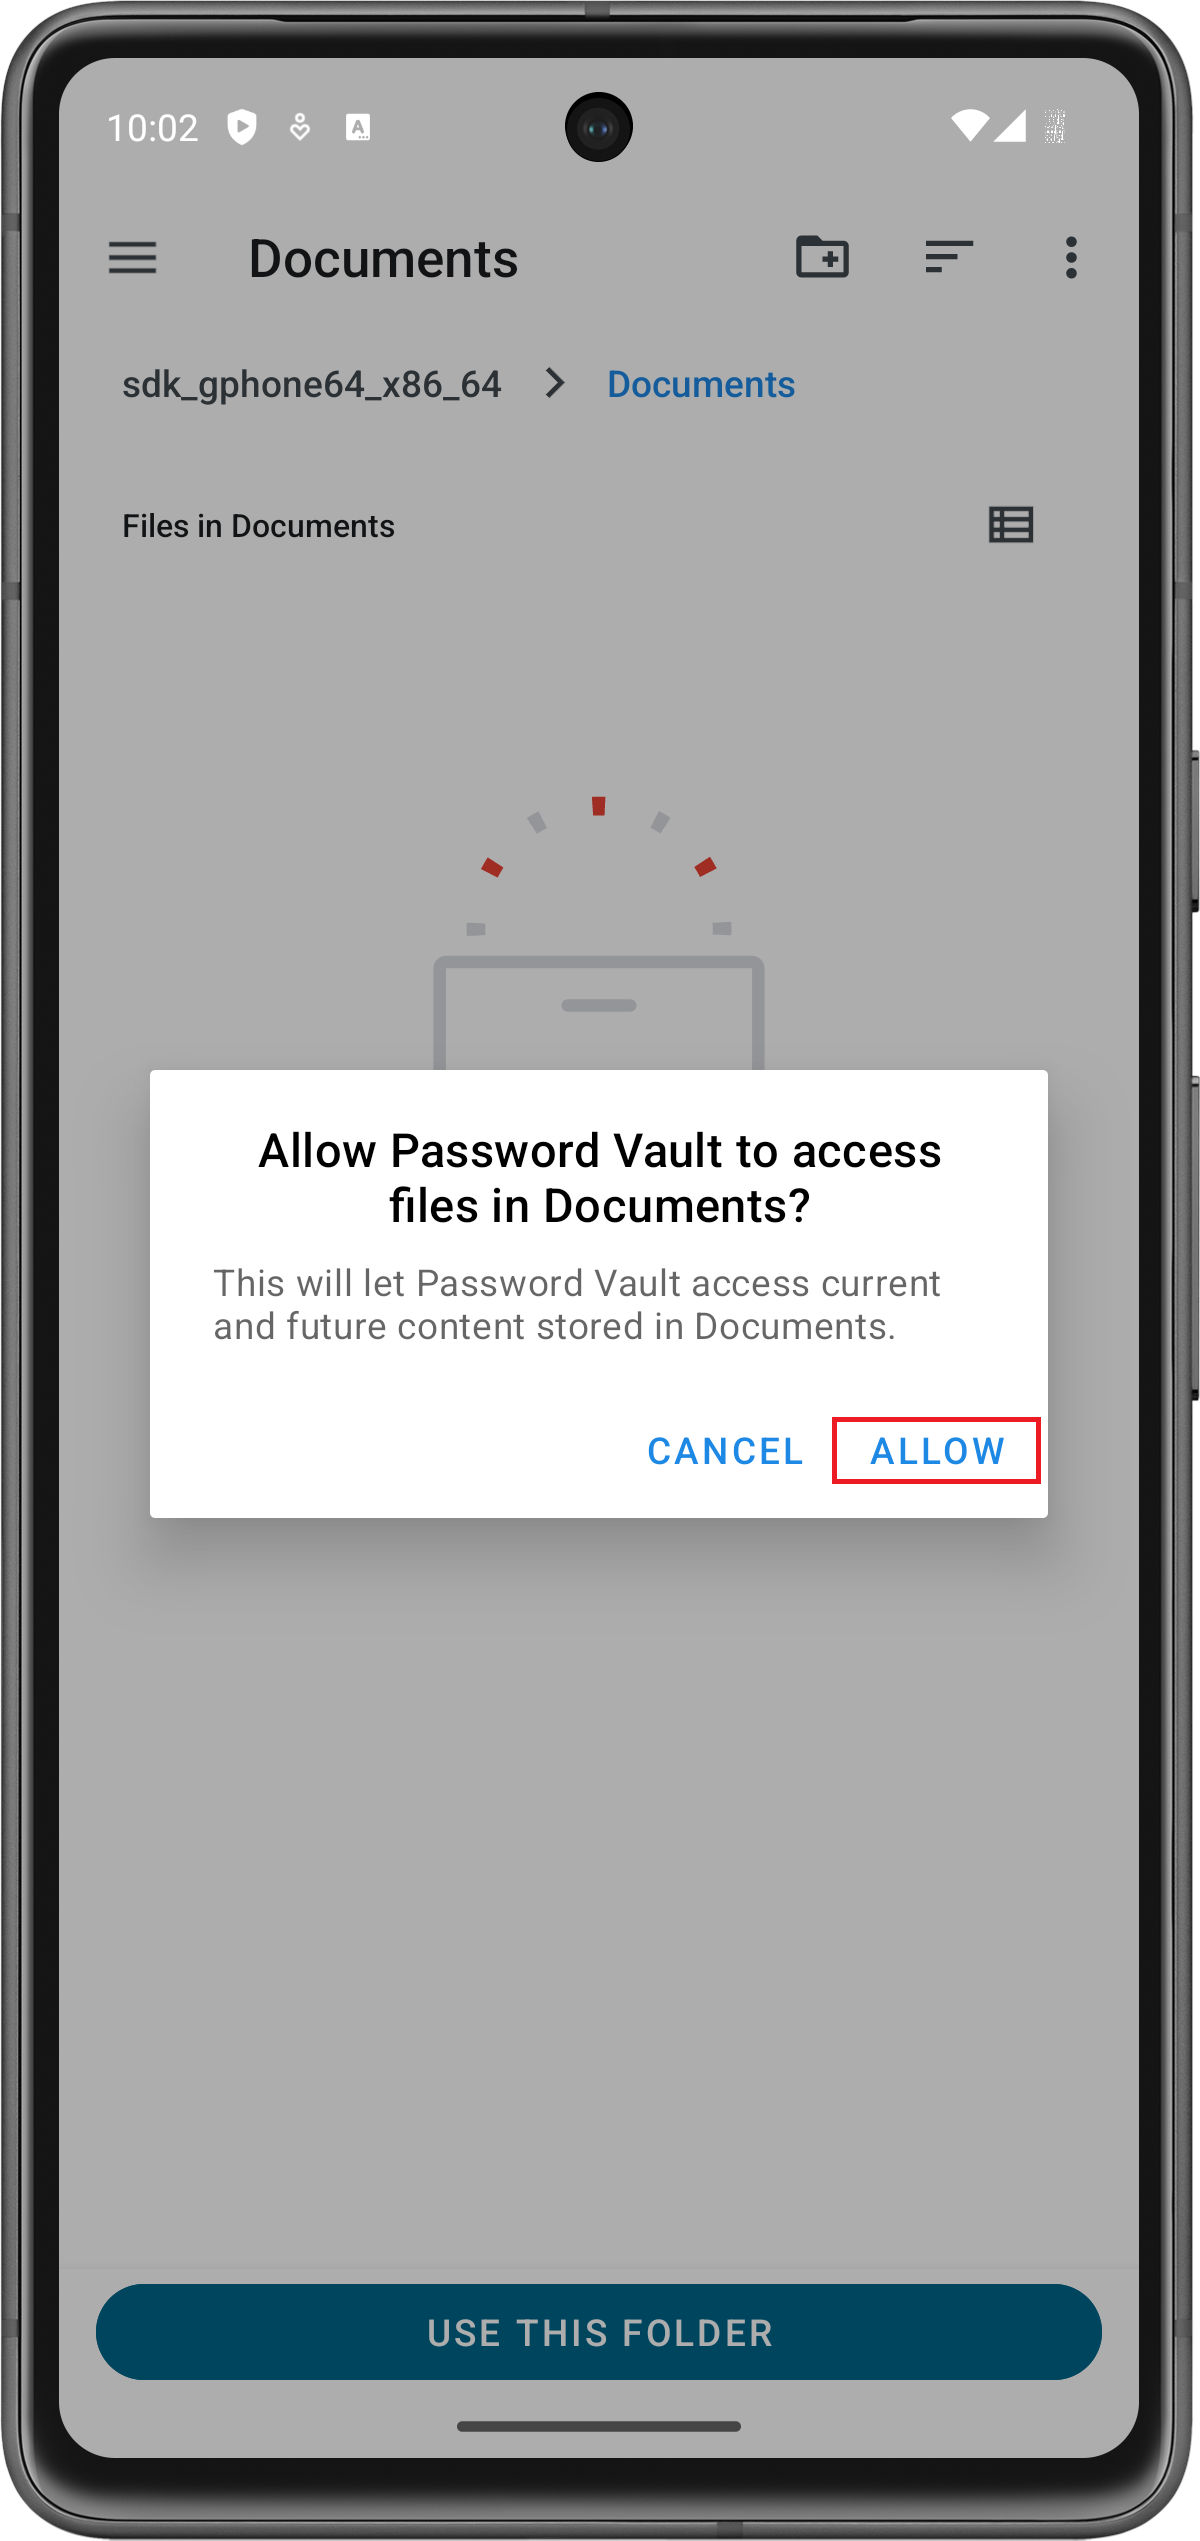 10:02
Documents
sdk_gphone64_x86_64 > Documents
Files in Documents
Allow Password Vault to access
files in Documents?
This will let Password Vault access current
and future content stored in Documents.
CANCEL ALLOW
USE THIS FOLDER